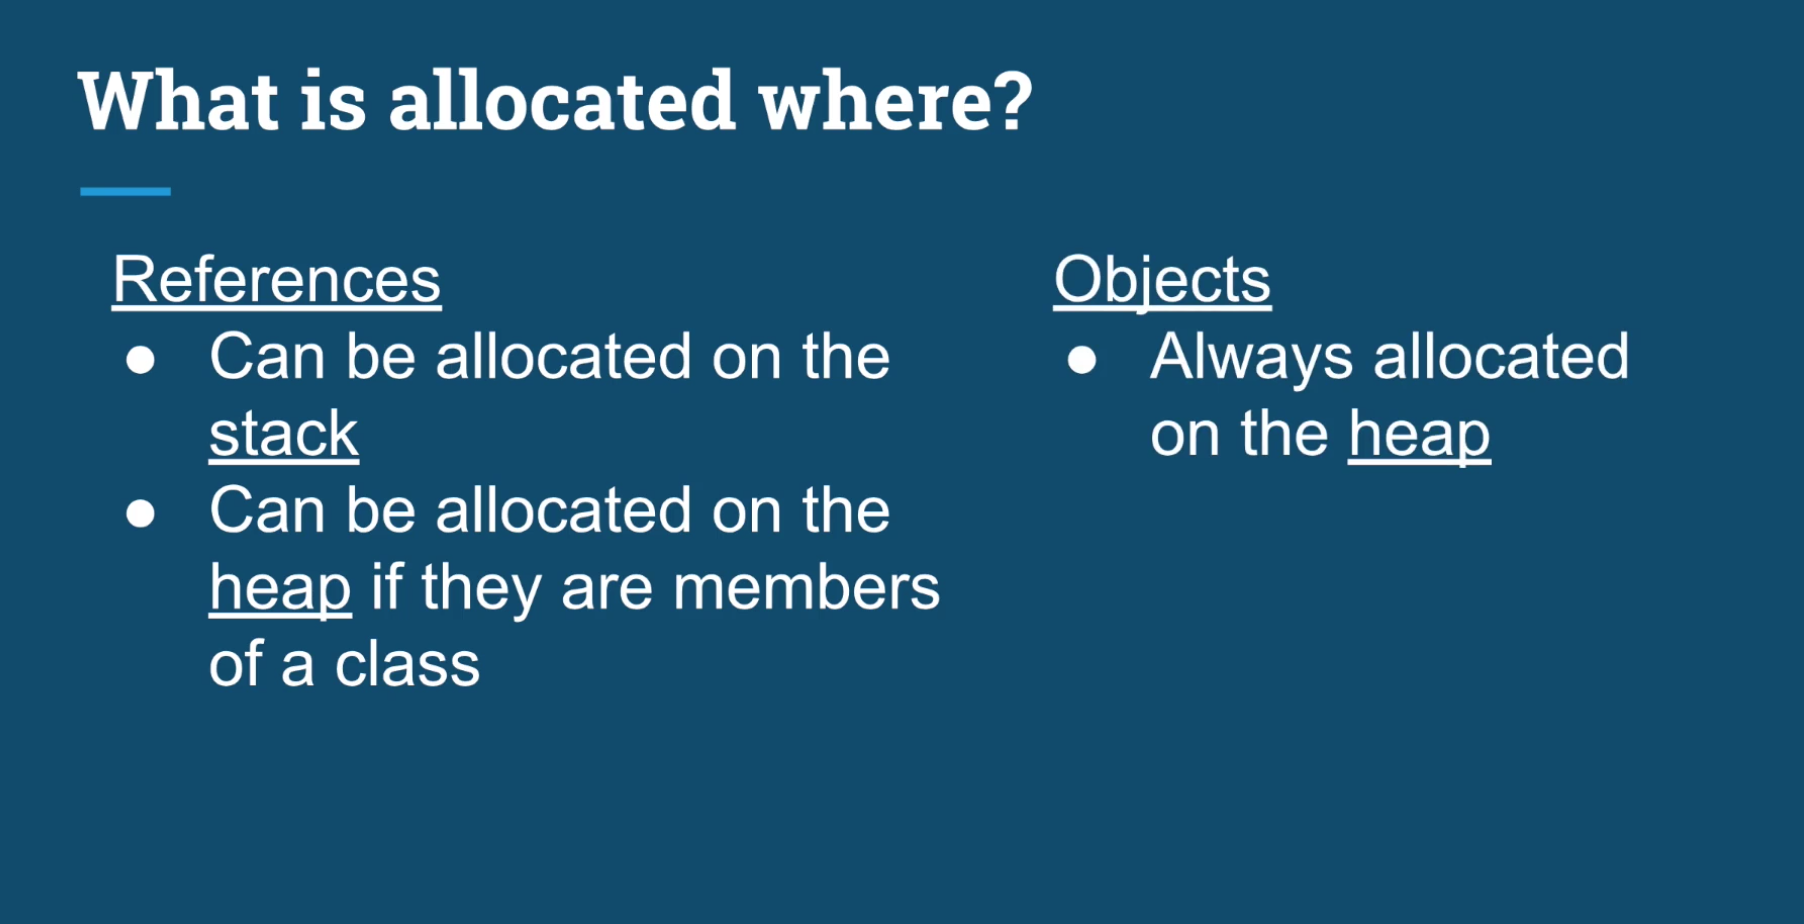 What is allocated where?
References
● Can be allocated on the
stack
● Can be allocated on the
heap if they are members
of a class
Objects
● Always allocated
on the heap